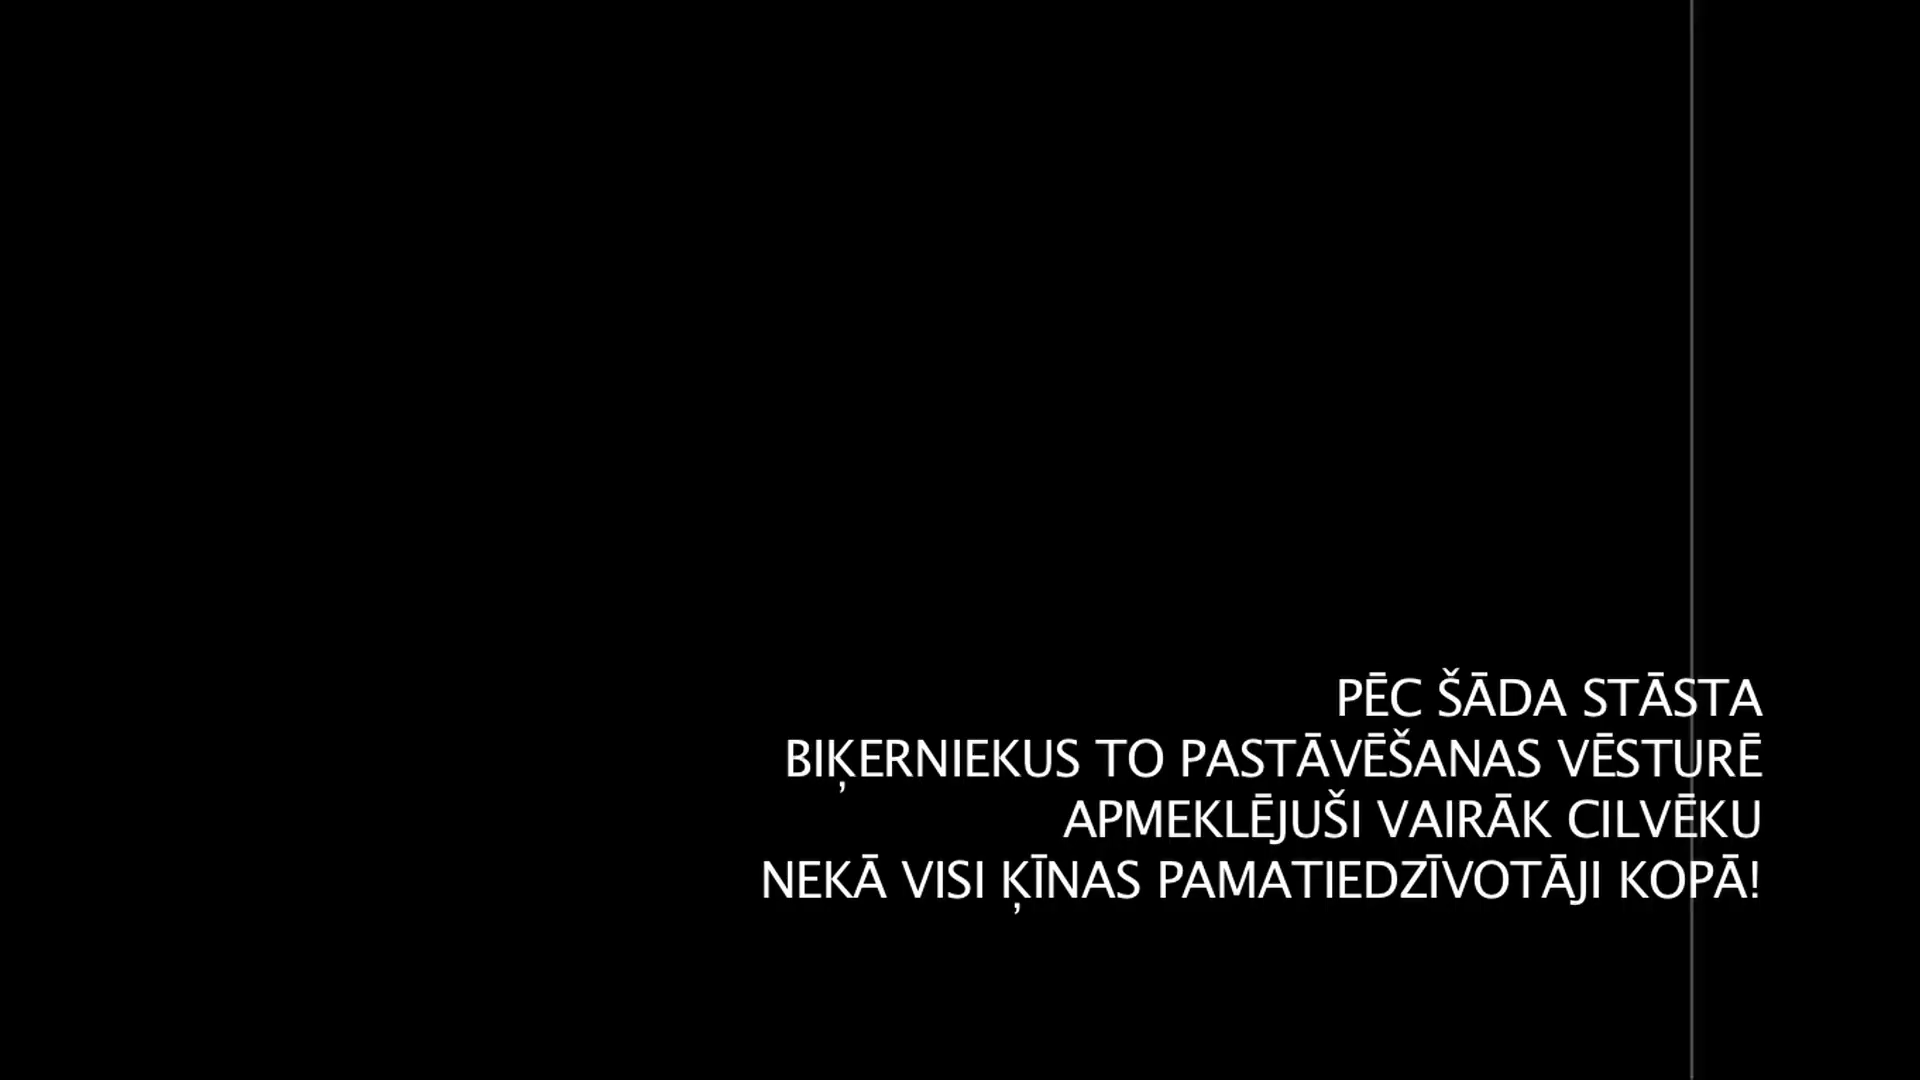 PĒC ŠĀDA STĀSTA
BIĶERNIEKUS TO PASTĀVĒŠANAS VĒSTURĒ
APMEKLĒJUŠI VAIRĀK CILVĒKU
NEKĀ VISI ĶĪNAS PAMATIEDZĪVOTĀJI KOPĀ!